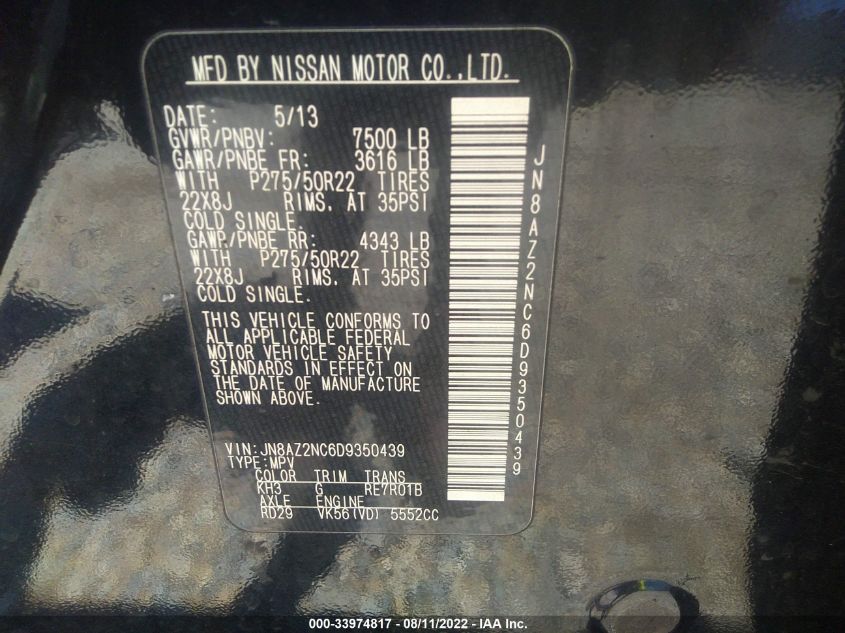 MFD BY NISSAN MOTOR CO.,LTD.
DATE: 5/13
GVWR/PNBV: 7500 LB
GAWR/PNBE FR: 3616 LB
WITH P275/50R22 TIRES
22X8J RIMS, AT 35PSI
COLD SINGLE.
GAWR/PNBE RR: 4343 LB
WITH P275/50R22 TIRES
22X8J RIMS, AT 35PSI
COLD SINGLE.
THIS VEHICLE CONFORMS TO
ALL APPLICABLE FEDERAL
MOTOR VEHICLE SAFETY
STANDARDS IN EFFECT ON
THE DATE OF MANUFACTURE
SHOWN ABOVE.
VIN:JN8AZ2NC6D9350439
TYPE:MPV
COLOR TRIM TRANS
KH3 G RE7R01B
AXLE ENGINE
RD29 VK56(VD) 5552CC
JN8AZ2NC6D9350439
000-33974817 - 08/11/2022 - IAA Inc.